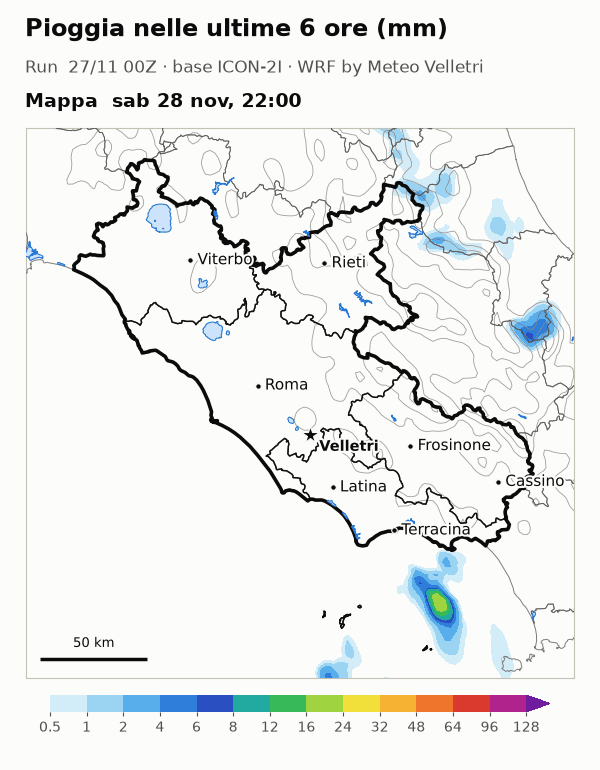 Pioggia nelle ultime 6 ore (mm)
Run 27/11 00Z · base ICON-2I · WRF by Meteo Velletri
Mappa sab 28 nov, 22:00
Viterbo
Rieti
Roma
Velletri
Frosinone
Latina
Cassino
Terracina
50 km
0.5 1 2 4 6 8 12 16 24 32 48 64 96 128